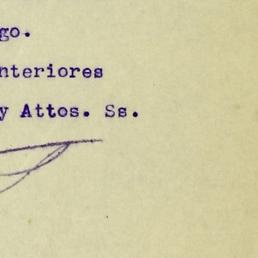 go.
nteriores
y Attos. Ss.